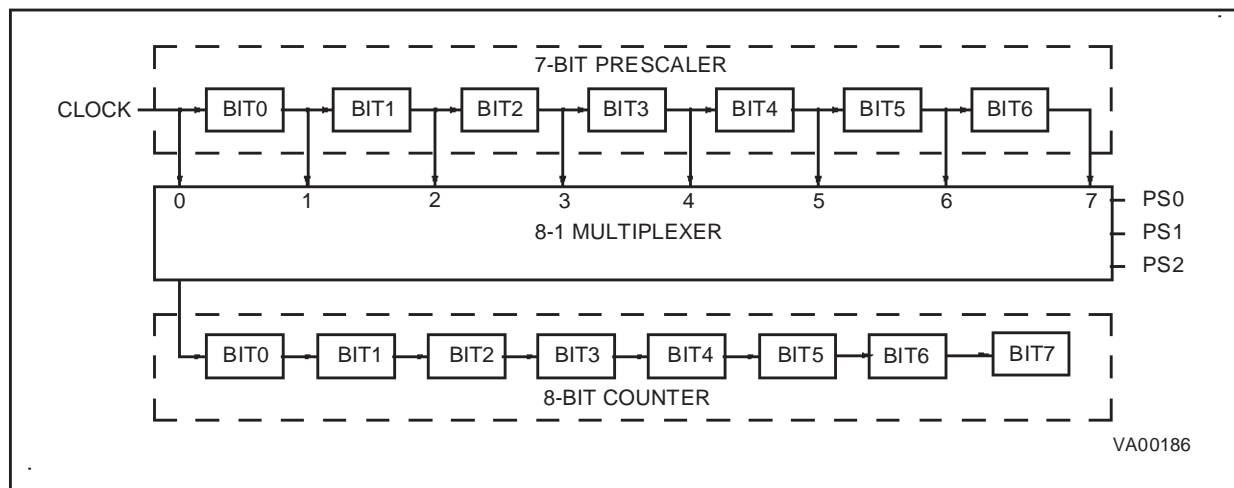 7-BIT PRESCALER
CLOCK BIT0 BIT1 BIT2 BIT3 BIT4 BIT5 BIT6
0 1 2 3 4 5 6 7 PS0
8-1 MULTIPLEXER PS1
PS2
BIT0 BIT1 BIT2 BIT3 BIT4 BIT5 BIT6 BIT7
8-BIT COUNTER
VA00186